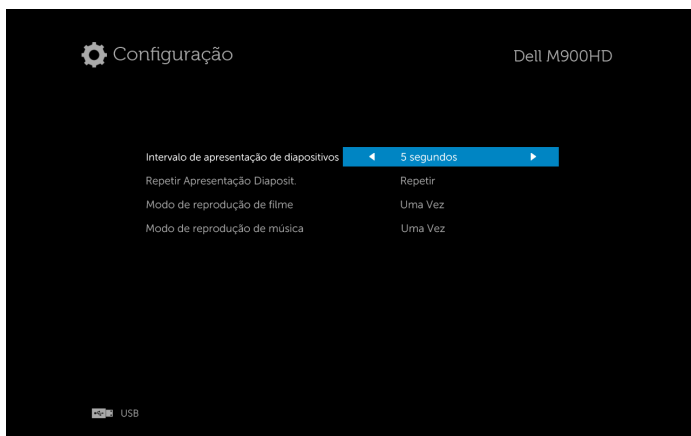 Configuração
Dell M900HD
Intervalo de apresentação de diapositivos 5 segundos
Repetir Apresentação Diaposit. Repetir
Modo de reprodução de filme Uma Vez
Modo de reprodução de música Uma Vez
USB